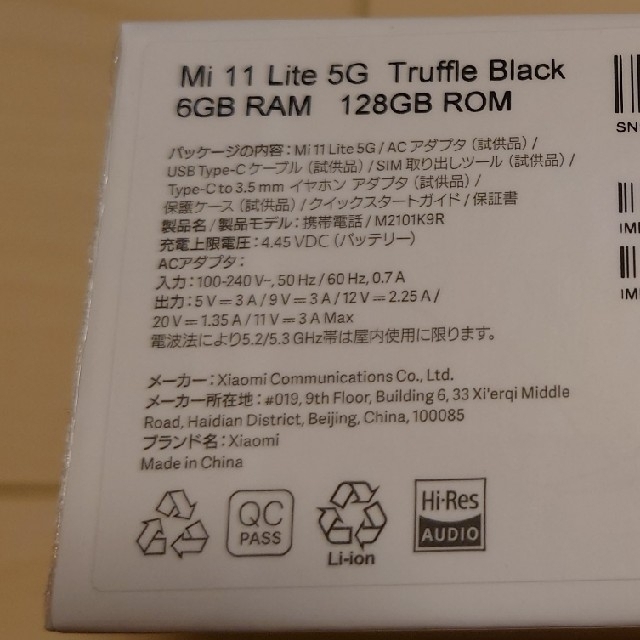 Mi 11 Lite 5G Truffle Black
6GB RAM 128GB ROM
パッケージの内容：Mi 11 Lite 5G / AC アダプタ（試供品）/
USB Type-C ケーブル（試供品）/ SIM 取り出しツール（試供品）/
Type-C to 3.5 mm イヤホン アダプタ（試供品）/
保護ケース（試供品）/ クイックスタートガイド / 保証書
製品名 / 製品モデル：携帯電話 / M2101K9R
充電上限電圧：4.45 VDC（バッテリー）
ACアダプタ：
入力：100-240 V~, 50 Hz / 60 Hz, 0.7 A
出力：5 V⎓3 A / 9 V⎓3 A / 12 V⎓2.25 A /
20 V⎓1.35 A / 11 V⎓3 A Max
電波法により5.2/5.3 GHz帯は屋内使用に限ります。
メーカー：Xiaomi Communications Co., Ltd.
メーカー所在地：#019, 9th Floor, Building 6, 33 Xi'erqi Middle
Road, Haidian District, Beijing, China, 100085
ブランド名：Xiaomi
Made in China
QC
PASS
Li-ion
Hi-Res
AUDIO
SN
IME
IME